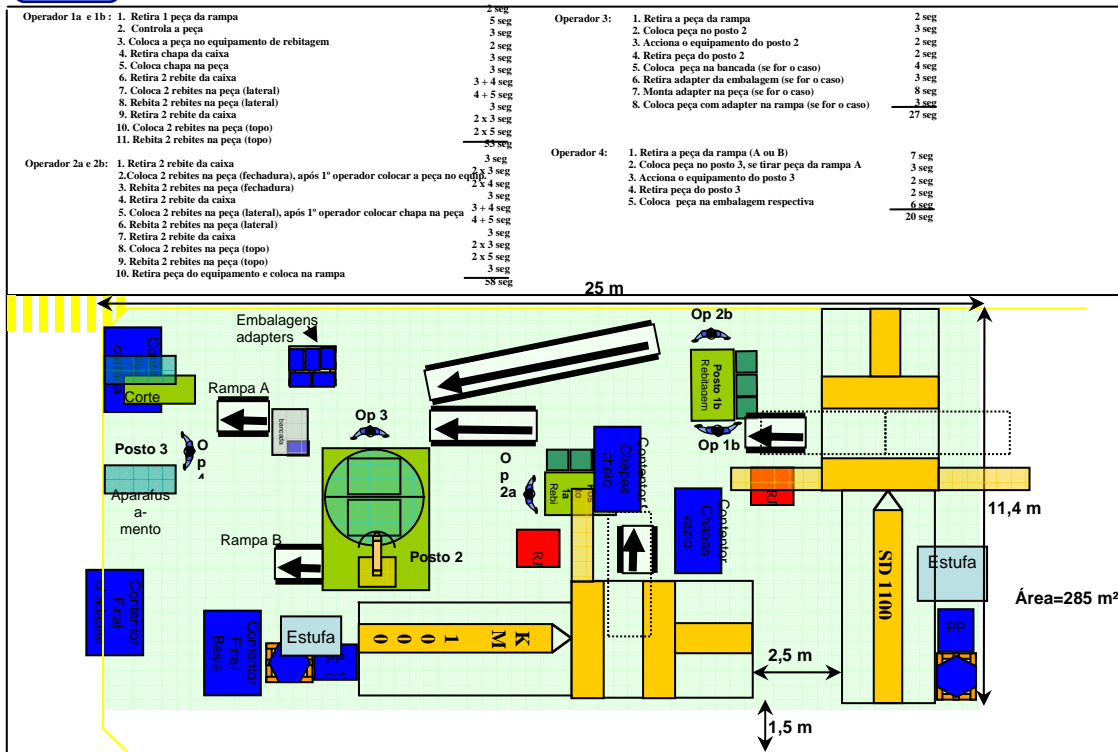 Operador 1a e 1b :
1. Retira 1 peça da rampa 2 seg
2. Controla a peça 5 seg
3. Coloca a peça no equipamento de rebitagem 3 seg
4. Retira chapa da caixa 2 seg
5. Coloca chapa na peça 3 seg
6. Retira 2 rebite da caixa 3 seg
7. Coloca 2 rebites na peça (lateral) 3 + 4 seg
8. Rebita 2 rebites na peça (lateral) 4 + 5 seg
9. Retira 2 rebite da caixa 3 seg
10. Coloca 2 rebites na peça (topo) 2 x 3 seg
11. Rebita 2 rebites na peça (topo) 2 x 5 seg
53 seg
Operador 2a e 2b:
1. Retira 2 rebite da caixa 3 seg
2.Coloca 2 rebites na peça (fechadura), após 1º operador colocar a peça no equip. 2 x 3 seg
3. Rebita 2 rebites na peça (fechadura) 2 x 4 seg
4. Retira 2 rebite da caixa 3 seg
5. Coloca 2 rebites na peça (lateral), após 1º operador colocar chapa na peça 3 + 4 seg
6. Rebita 2 rebites na peça (lateral) 4 + 5 seg
7. Retira 2 rebite da caixa 3 seg
8. Coloca 2 rebites na peça (topo) 2 x 3 seg
9. Rebita 2 rebites na peça (topo) 2 x 5 seg
10. Retira peça do equipamento e coloca na rampa 3 seg
58 seg
Operador 3:
1. Retira a peça da rampa 2 seg
2. Coloca peça no posto 2 3 seg
3. Acciona o equipamento do posto 2 2 seg
4. Retira peça do posto 2 2 seg
5. Coloca peça na bancada (se for o caso) 4 seg
6. Retira adapter da embalagem (se for o caso) 3 seg
7. Monta adapter na peça (se for o caso) 8 seg
8. Coloca peça com adapter na rampa (se for o caso) 3 seg
27 seg
Operador 4:
1. Retira a peça da rampa (A ou B) 7 seg
2. Coloca peça no posto 3, se tirar peça da rampa A 3 seg
3. Acciona o equipamento do posto 3 2 seg
4. Retira peça do posto 3 2 seg
5. Coloca peça na embalagem respectiva 6 seg
20 seg
25 m
Embalagens
adapters
Op 2b
Posto 1b
Rebitagem
Corte
Rampa A
bancada
Op 3
Op 1b
Posto 3
O
p
Aparafus
a-
mento
O
p
2a
1a
Rebi
Contentor
Chapas
cheio
Contentor
Chapas
vazio
11,4 m
Rampa B
Posto 2
SD 1100
Estufa
Área=285 m²
Contentor
Final
Contentor
Final
Basis
Estufa
KM
1000
PP
PP
2,5 m
1,5 m